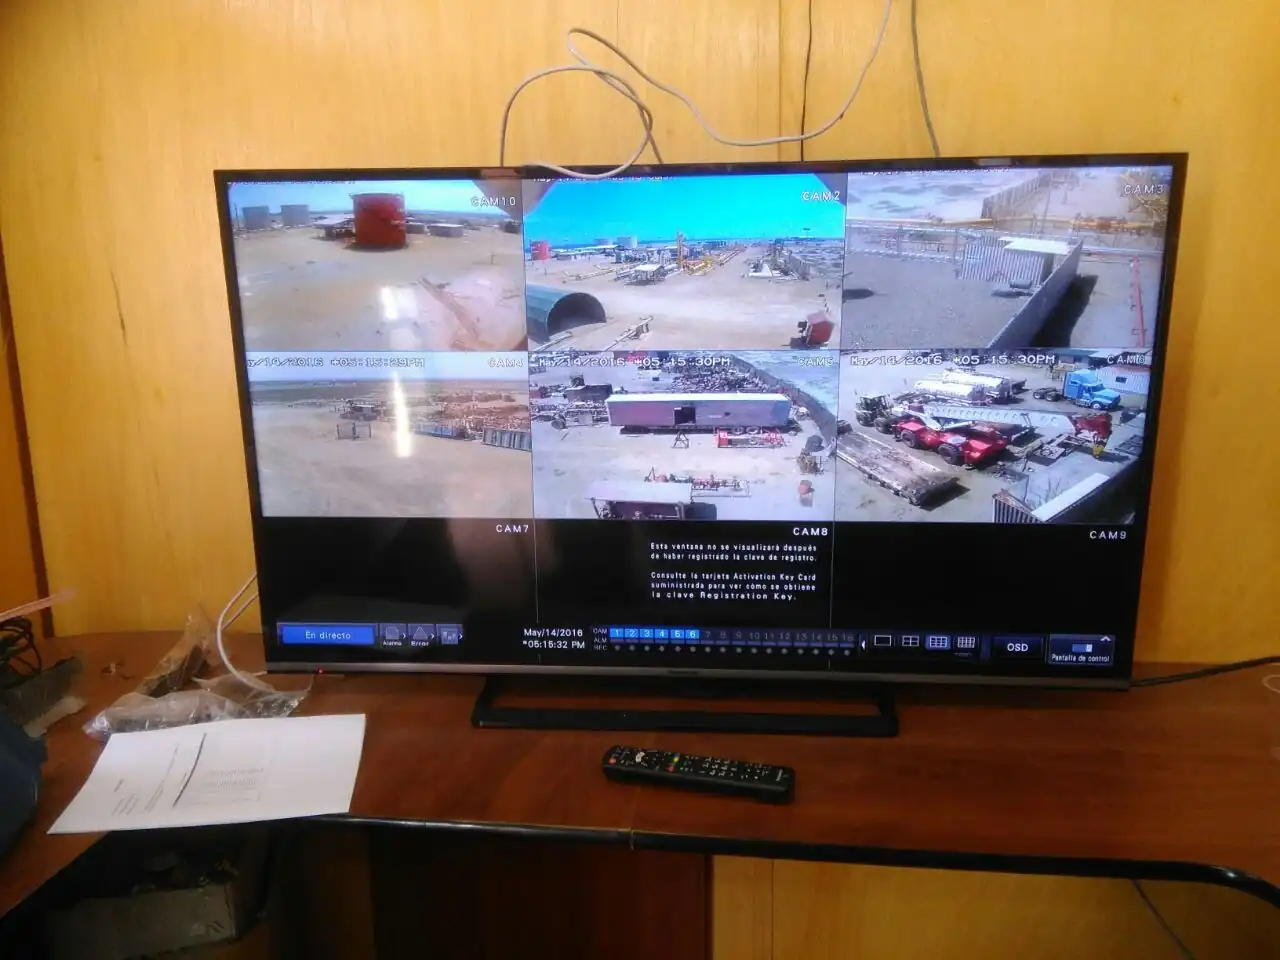 CAM10
CAM2
CAM3
May/14/2016 *05:15:29PM
CAM4
May/14/2016 *05:15:30PM
CAM5
May/14/2016 *05:15:30PM
CAM7
CAM8
CAM9
Esta ventana no se visualizará después
de haber registrado la clave de registro.
Consulte la tarjeta Activation Key Card
suministrada para ver cómo se obtiene
la clave Registration Key.
En directo
Alarma
Error
May/14/2016
*05:15:32 PM
CAM 1 2 3 4 5 6 7 8 9 10 11 12 13 14 15 16
ALM
REC
OSD
Pantalla de control